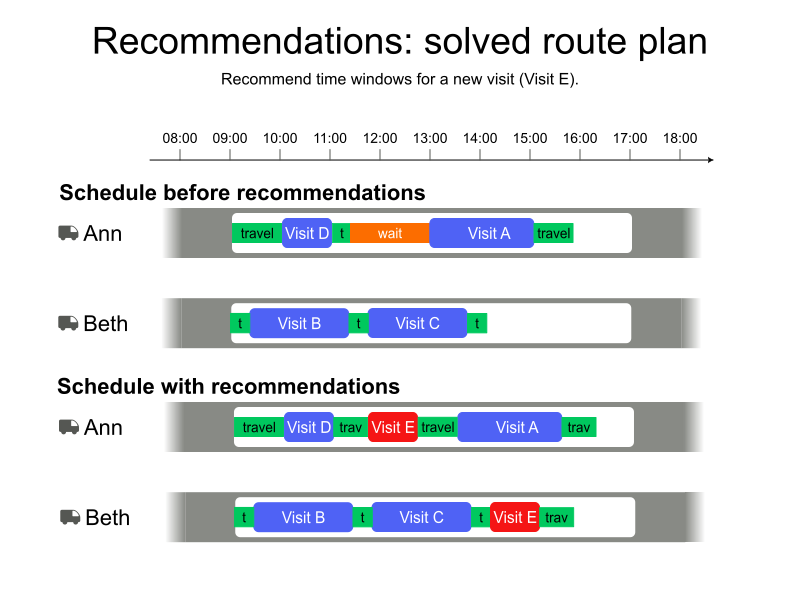 Recommendations: solved route plan
Recommend time windows for a new visit (Visit E).
08:00 09:00 10:00 11:00 12:00 13:00 14:00 15:00 16:00 17:00 18:00
Schedule before recommendations
Ann travel Visit D t wait Visit A travel
Beth t Visit B t Visit C t
Schedule with recommendations
Ann travel Visit D trav Visit E travel Visit A trav
Beth t Visit B t Visit C t Visit E trav